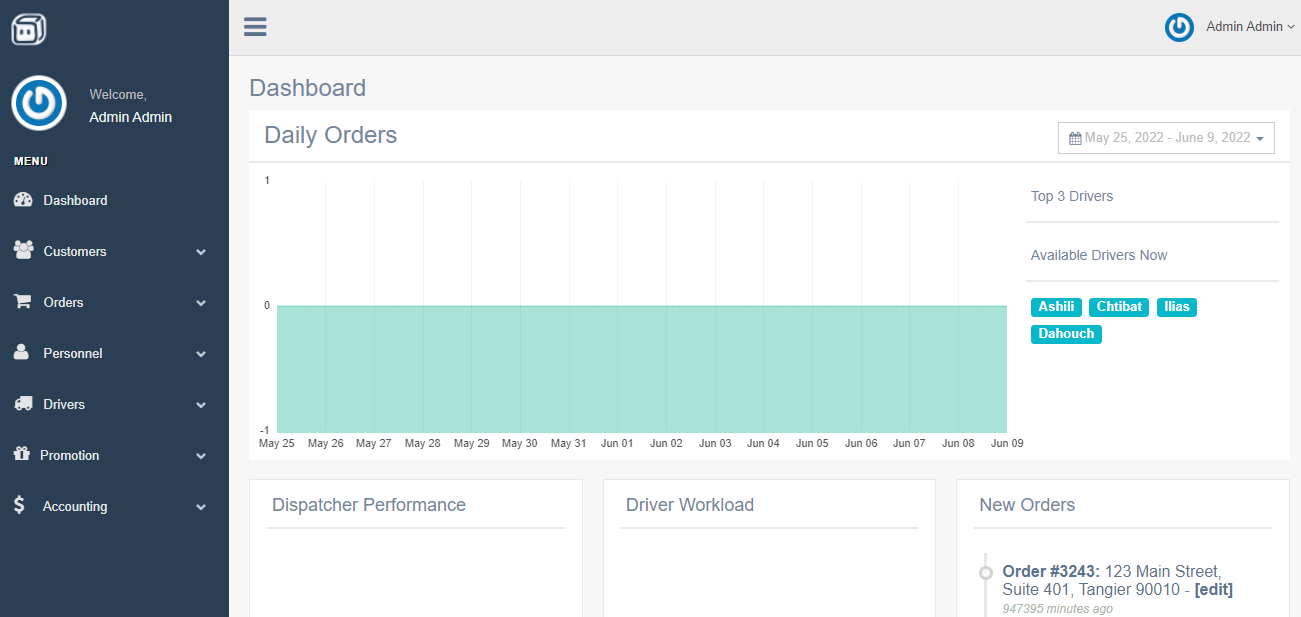 Admin Admin
Welcome,
Admin Admin
MENU
Dashboard
Customers
Orders
Personnel
Drivers
Promotion
Accounting
Dashboard
Daily Orders
May 25, 2022 - June 9, 2022
1
0
-1
May 25 May 26 May 27 May 28 May 29 May 30 May 31 Jun 01 Jun 02 Jun 03 Jun 04 Jun 05 Jun 06 Jun 07 Jun 08 Jun 09
Top 3 Drivers
Available Drivers Now
Ashili Chtibat Ilias
Dahouch
Dispatcher Performance
Driver Workload
New Orders
Order #3243: 123 Main Street,
Suite 401, Tangier 90010 - [edit]
947395 minutes ago